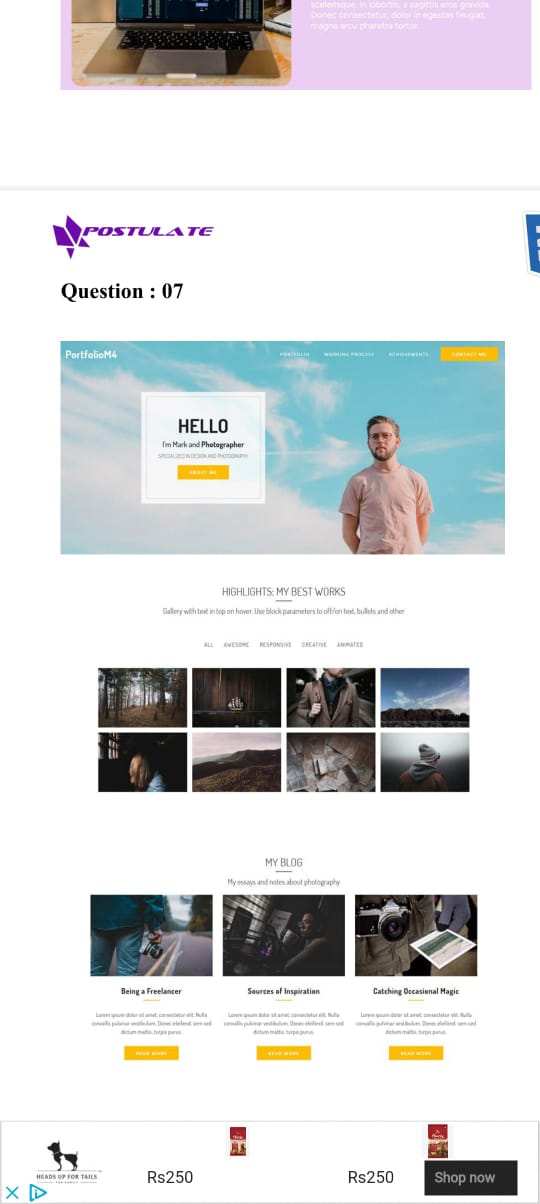 scelerisque. In lobortis, a sagittis eros gravida.
Donec consectetur, dolor in egestas feugiat,
magna arcu pharetra tortor.
POSTULATE
Question : 07
PortfolioM4
PORTFOLIO WORKING PROCESS ACHIEVEMENTS CONTACT ME
HELLO
I'm Mark and Photographer
SPECIALIZED IN DESIGN AND PHOTOGRAPHY
ABOUT ME
HIGHLIGHTS: MY BEST WORKS
Gallery with text in top on hover. Use block parameters to off/on text, bullets and other
ALL AWESOME RESPONSIVE CREATIVE ANIMATED
MY BLOG
My essays and notes about photography
Being a Freelancer
Lorem ipsum dolor sit amet, consectetur elit. Nulla
convallis pulvinar vestibulum. Donec eleifend, sem sed
dictum mattis, turpis purus.
READ MORE
Sources of Inspiration
Lorem ipsum dolor sit amet, consectetur elit. Nulla
convallis pulvinar vestibulum. Donec eleifend, sem sed
dictum mattis, turpis purus.
READ MORE
Catching Occasional Magic
Lorem ipsum dolor sit amet, consectetur elit. Nulla
convallis pulvinar vestibulum. Donec eleifend, sem sed
dictum mattis, turpis purus.
READ MORE
HEADS UP FOR TAILS
FOR FAMILY
Rs250
Rs250
Shop now